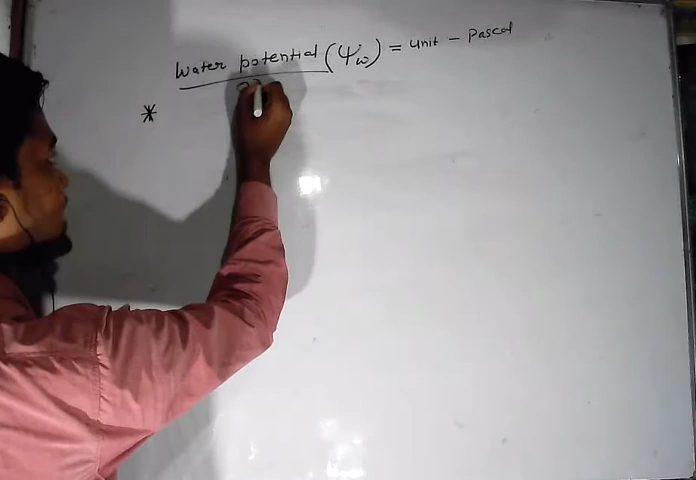 Water potential (Ψw) = unit - pascal
*